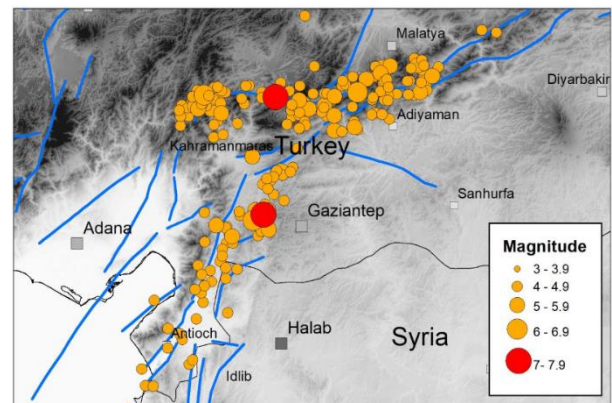 Malatya
Diyarbakir
Adiyaman
Kahramanmaras
Turkey
Sanhurfa
Adana
Gaziantep
Antioch
Halab
Syria
Idlib
Magnitude
3 - 3.9
4 - 4.9
5 - 5.9
6 - 6.9
7- 7.9